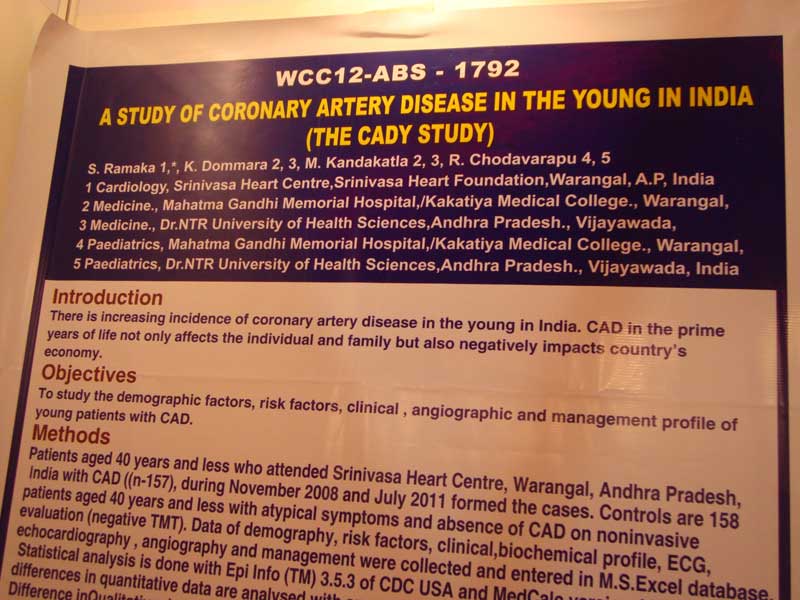 WCC12-ABS - 1792
A STUDY OF CORONARY ARTERY DISEASE IN THE YOUNG IN INDIA
(THE CADY STUDY)
S. Ramaka 1,*, K. Dommara 2, 3, M. Kandakatla 2, 3, R. Chodavarapu 4, 5
1 Cardiology, Srinivasa Heart Centre,Srinivasa Heart Foundation,Warangal, A.P, India
2 Medicine., Mahatma Gandhi Memorial Hospital,/Kakatiya Medical College., Warangal,
3 Medicine., Dr.NTR University of Health Sciences,Andhra Pradesh., Vijayawada,
4 Paediatrics, Mahatma Gandhi Memorial Hospital,/Kakatiya Medical College., Warangal,
5 Paediatrics, Dr.NTR University of Health Sciences,Andhra Pradesh., Vijayawada, India
Introduction
There is increasing incidence of coronary artery disease in the young in India. CAD in the prime
years of life not only affects the individual and family but also negatively impacts country's
economy.
Objectives
To study the demographic factors, risk factors, clinical , angiographic and management profile of
young patients with CAD.
Methods
Patients aged 40 years and less who attended Srinivasa Heart Centre, Warangal, Andhra Pradesh,
India with CAD ((n-157), during November 2008 and July 2011 formed the cases. Controls are 158
patients aged 40 years and less with atypical symptoms and absence of CAD on noninvasive
evaluation (negative TMT). Data of demography, risk factors, clinical,biochemical profile, ECG,
echocardiography , angiography and management were collected and entered in M.S.Excel database.
Statistical analysis is done with Epi Info (TM) 3.5.3 of CDC USA and MedCalc
differences in quantitative data are analysed with
Difference